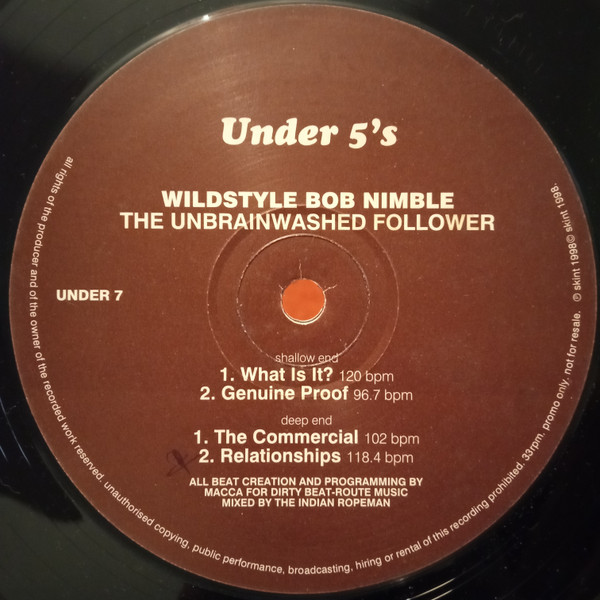 Under 5's
WILDSTYLE BOB NIMBLE
THE UNBRAINWASHED FOLLOWER
UNDER 7
shallow end
1. What Is It? 120 bpm
2. Genuine Proof 96.7 bpm
deep end
1. The Commercial 102 bpm
2. Relationships 118.4 bpm
ALL BEAT CREATION AND PROGRAMMING BY
MACCA FOR DIRTY BEAT-ROUTE MUSIC
MIXED BY THE INDIAN ROPEMAN
all rights of the producer and of the owner of the recorded work reserved. unauthorised copying, public performance, broadcasting, hiring or rental of this recording prohibited. 33rpm. promo only. not for resale. ℗ skint 1998© skint 1998.